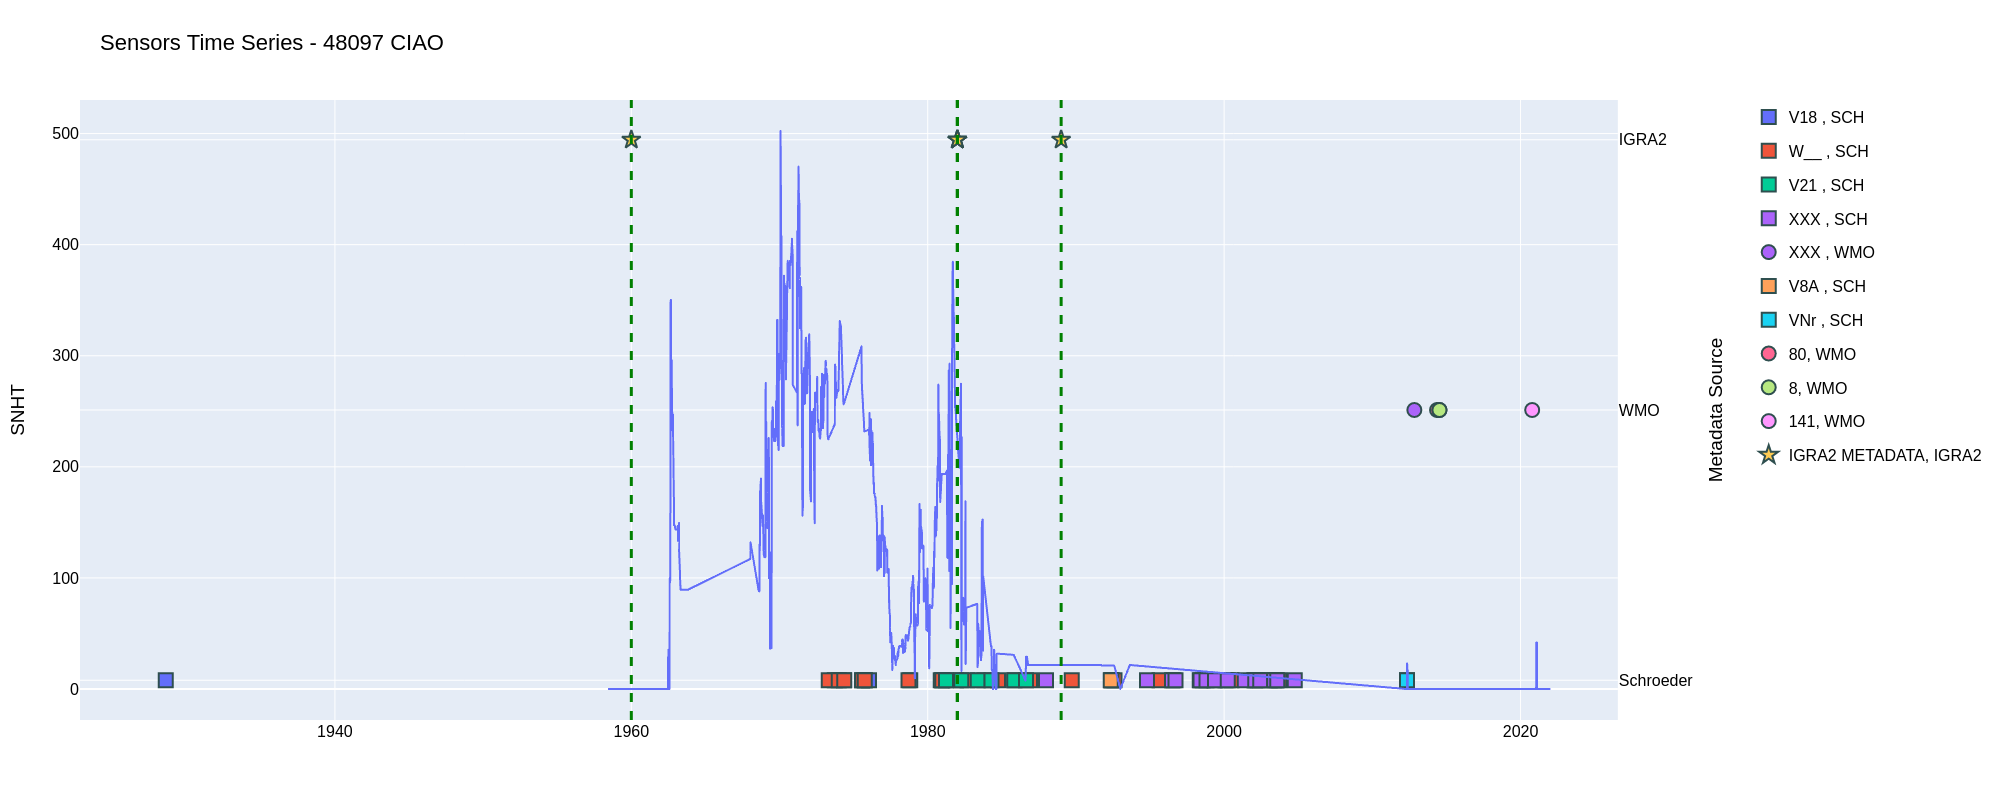 Sensors Time Series - 48097 CIAO
SNHT
500
400
300
200
100
0
1940
1960
1980
2000
2020
IGRA2
WMO
Schroeder
Metadata Source
V18 , SCH
W__ , SCH
V21 , SCH
XXX , SCH
XXX , WMO
V8A , SCH
VNr , SCH
80, WMO
8, WMO
141, WMO
IGRA2 METADATA, IGRA2